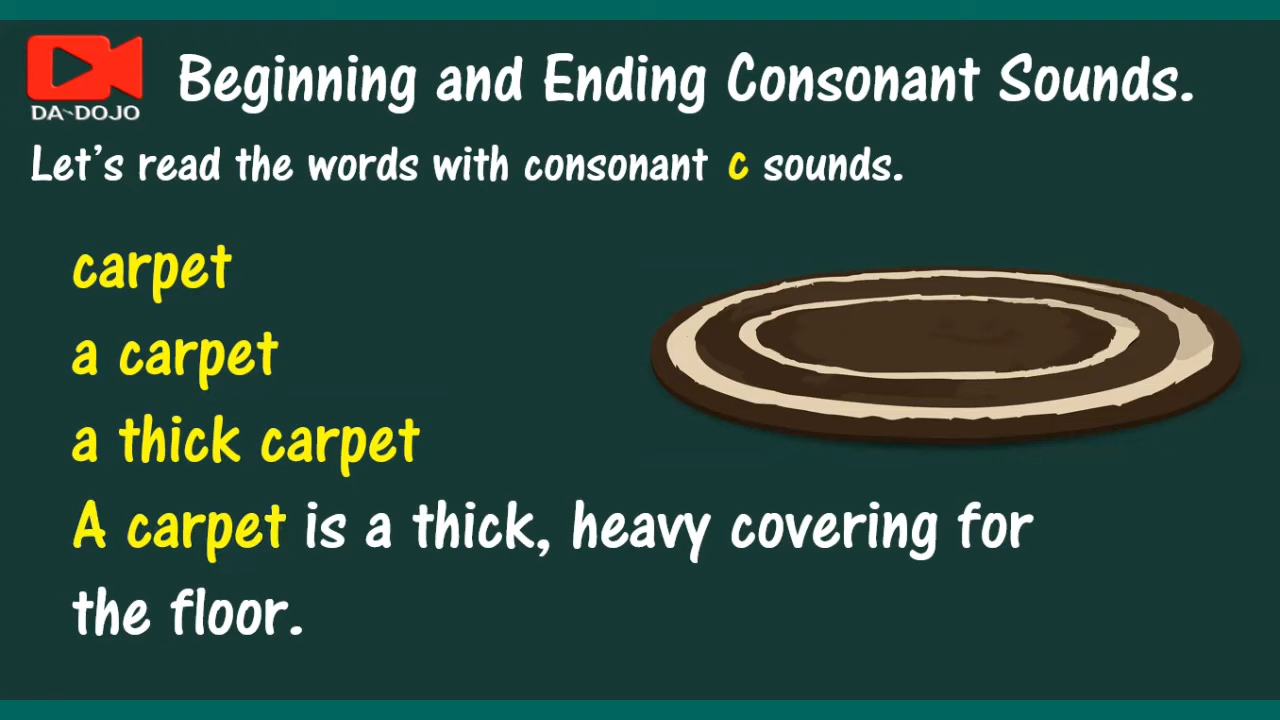 DA~DOJO
Beginning and Ending Consonant Sounds.
Let's read the words with consonant c sounds.
carpet
a carpet
a thick carpet
A carpet is a thick, heavy covering for
the floor.